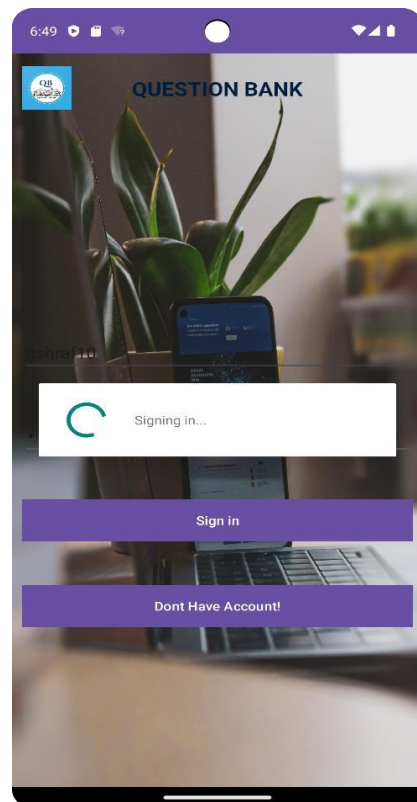 6:49
QB
QUESTION BANK
ashraf10
Signing in...
Sign in
Dont Have Account!